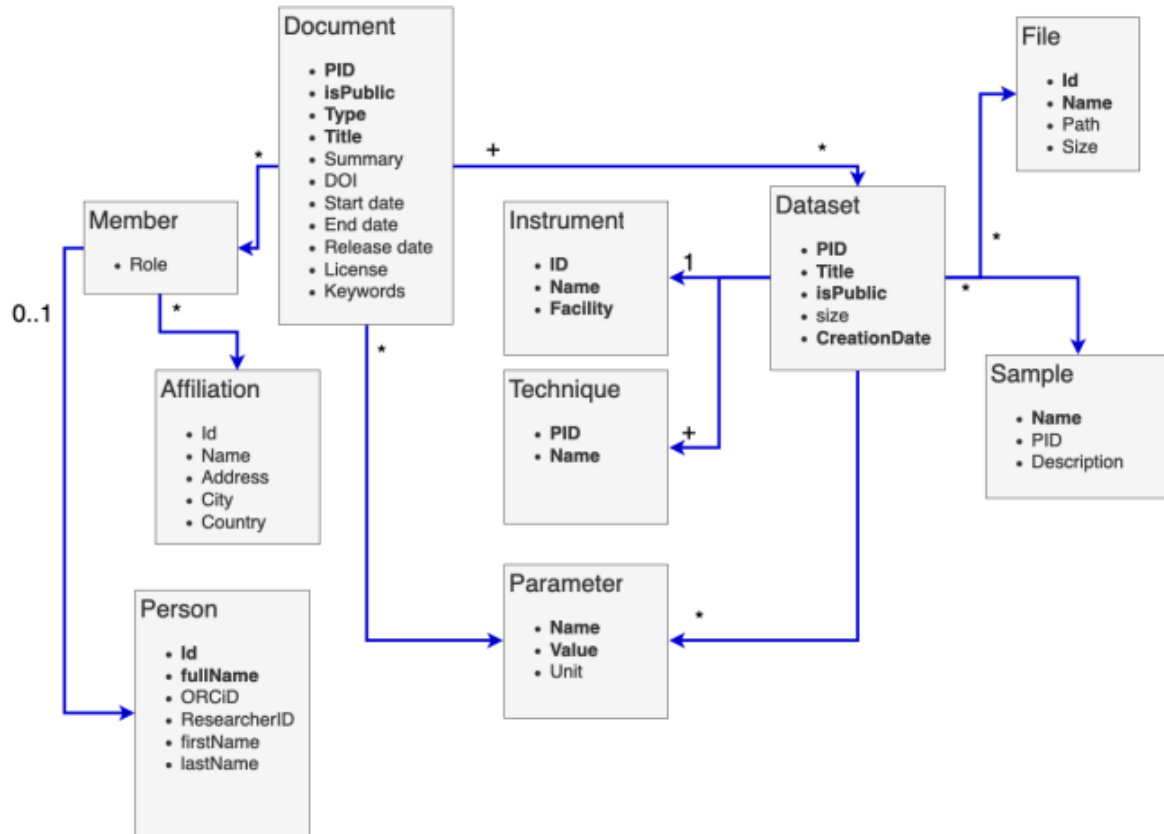 Document
• PID
• isPublic
• Type
• Title
• Summary
• DOI
• Start date
• End date
• Release date
• License
• Keywords
File
• Id
• Name
• Path
• Size
*
+
*
Member
• Role
Instrument
• ID
• Name
• Facility
1
Dataset
• PID
• Title
• isPublic
• size
• CreationDate
*
*
0..1
*
*
Affiliation
• Id
• Name
• Address
• City
• Country
Technique
• PID
• Name
+
Sample
• Name
• PID
• Description
Person
• Id
• fullName
• ORCiD
• ResearcherID
• firstName
• lastName
Parameter
• Name
• Value
• Unit
*